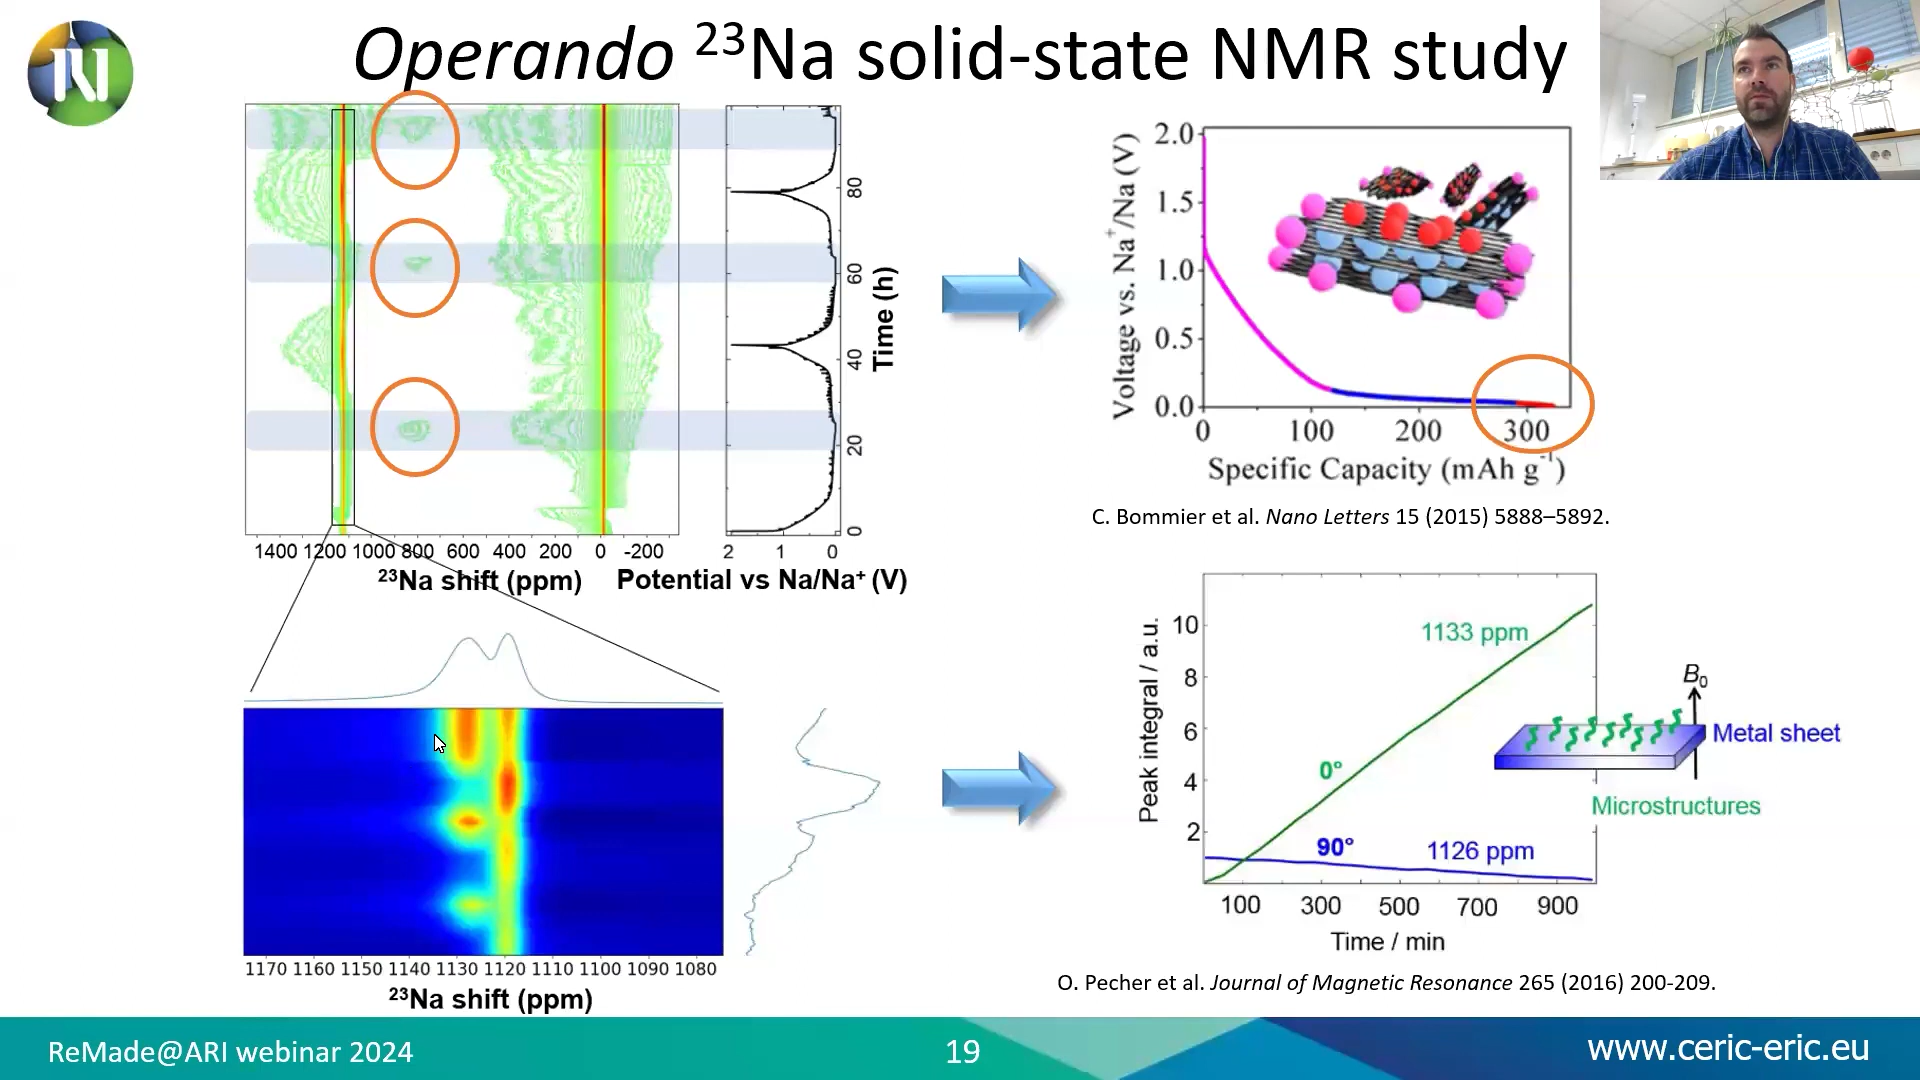 Operando ²³Na solid-state NMR study
N
0 20 40 60 80
Time (h)
1400 1200 1000 800 600 400 200 0 -200
2 1 0
²³Na shift (ppm)
Potential vs Na/Na⁺ (V)
2.0
1.5
1.0
0.5
0.0
Voltage vs. Na⁺/Na (V)
0 100 200 300
Specific Capacity (mAh g⁻¹)
C. Bommier et al. Nano Letters 15 (2015) 5888–5892.
1170 1160 1150 1140 1130 1120 1110 1100 1090 1080
²³Na shift (ppm)
10
8
6
4
2
Peak integral / a.u.
1133 ppm
0°
90°
1126 ppm
B₀
Metal sheet
Microstructures
100 300 500 700 900
Time / min
O. Pecher et al. Journal of Magnetic Resonance 265 (2016) 200-209.
ReMade@ARI webinar 2024
19
www.ceric-eric.eu